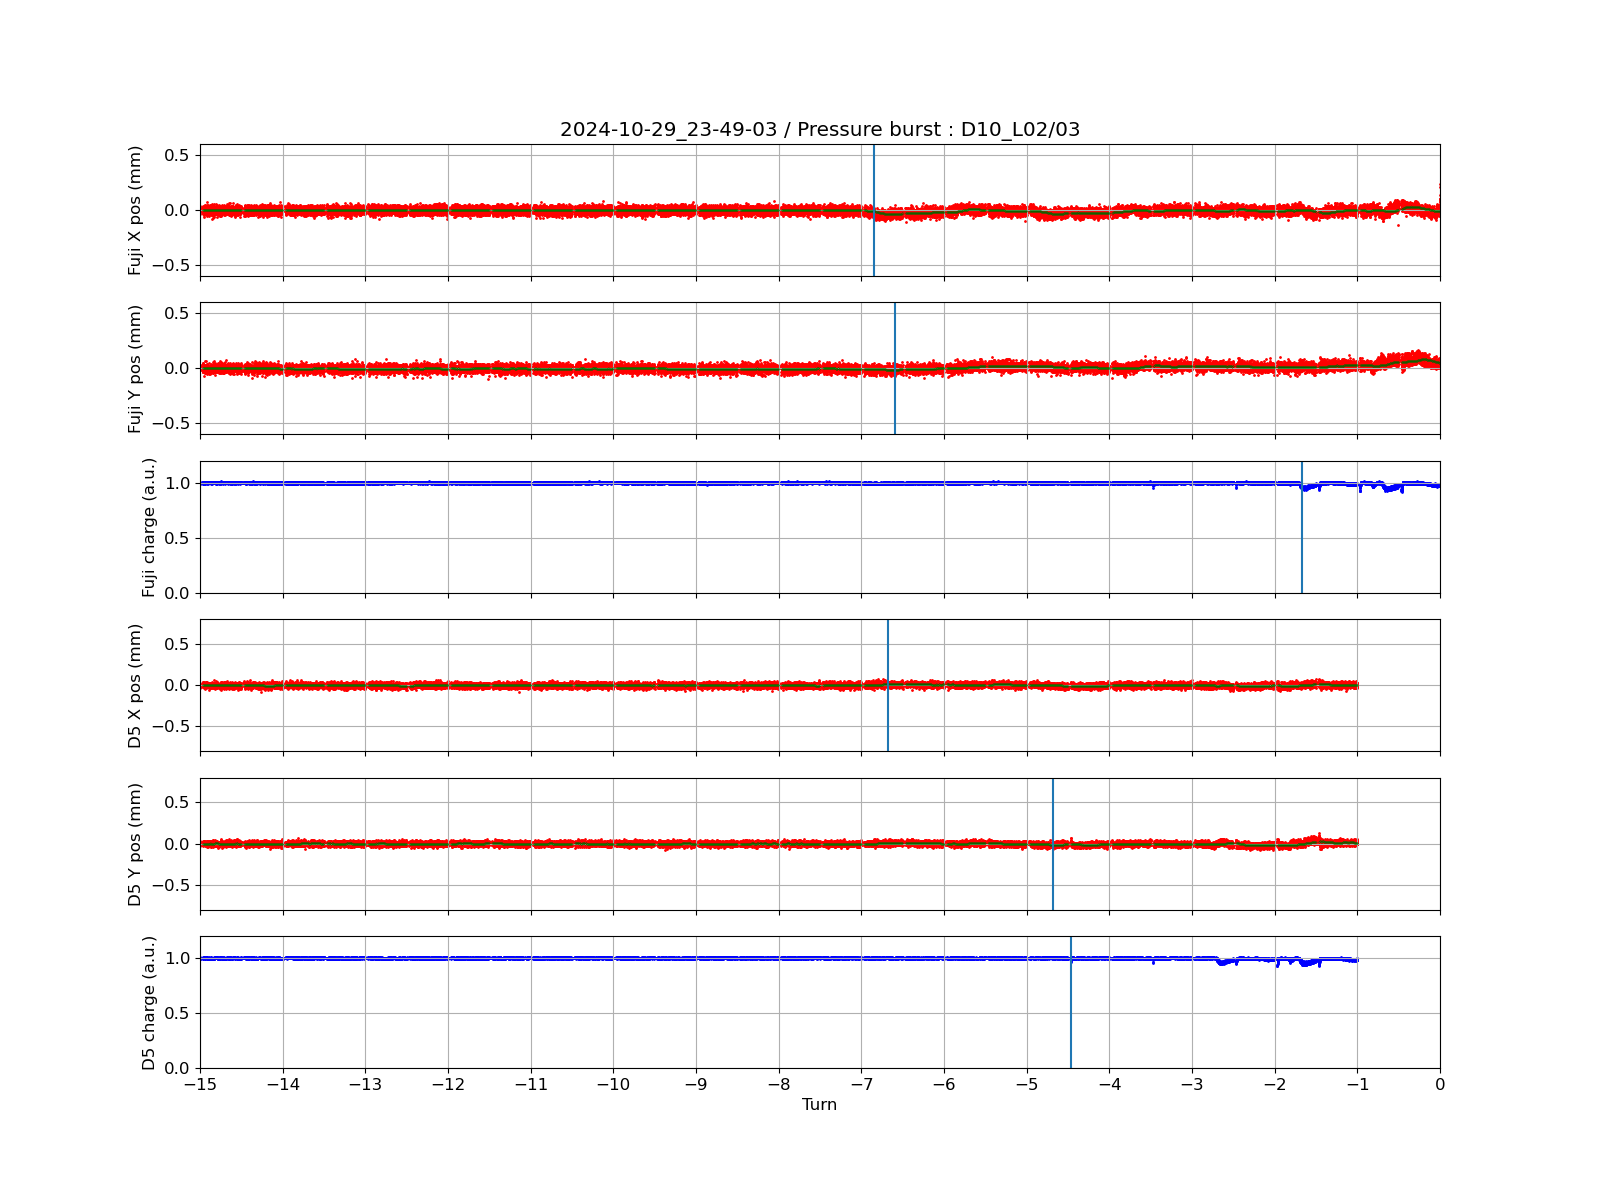 2024-10-29_23-49-03 / Pressure burst : D10_L02/03
Fuji X pos (mm)
0.5
0.0
−0.5
Fuji Y pos (mm)
0.5
0.0
−0.5
Fuji charge (a.u.)
1.0
0.5
0.0
D5 X pos (mm)
0.5
0.0
−0.5
D5 Y pos (mm)
0.5
0.0
−0.5
D5 charge (a.u.)
1.0
0.5
0.0
−15 −14 −13 −12 −11 −10 −9 −8 −7 −6 −5 −4 −3 −2 −1 0
Turn